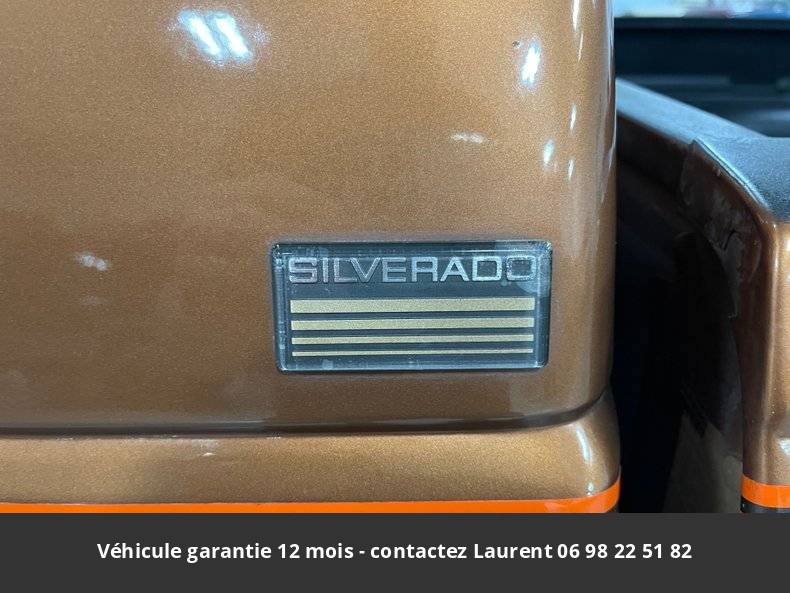 SILVERADO
Véhicule garantie 12 mois - contactez Laurent 06 98 22 51 82